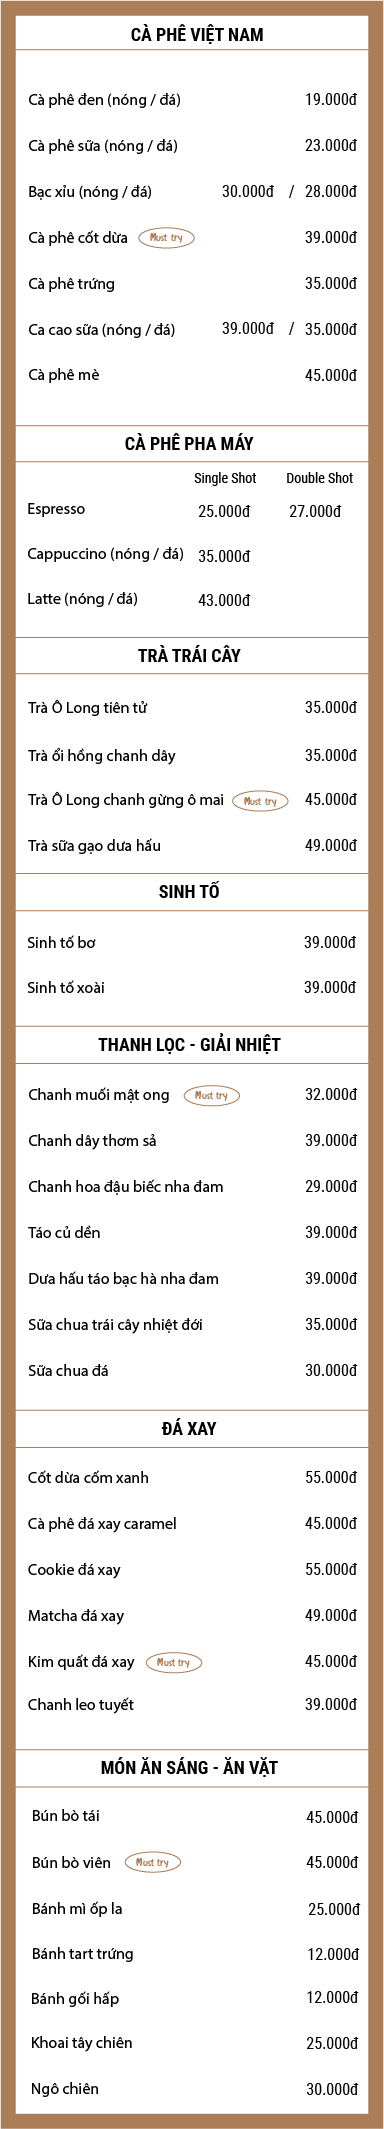 CÀ PHÊ VIỆT NAM
Cà phê đen (nóng / đá) 19.000đ
Cà phê sữa (nóng / đá) 23.000đ
Bạc xỉu (nóng / đá) 30.000đ / 28.000đ
Cà phê cốt dừa Must try 39.000đ
Cà phê trứng 35.000đ
Ca cao sữa (nóng / đá) 39.000đ / 35.000đ
Cà phê mè 45.000đ
CÀ PHÊ PHA MÁY
Single Shot Double Shot
Espresso 25.000đ 27.000đ
Cappuccino (nóng / đá) 35.000đ
Latte (nóng / đá) 43.000đ
TRÀ TRÁI CÂY
Trà Ô Long tiên tử 35.000đ
Trà ổi hồng chanh dây 35.000đ
Trà Ô Long chanh gừng ô mai Must try 45.000đ
Trà sữa gạo dưa hấu 49.000đ
SINH TỐ
Sinh tố bơ 39.000đ
Sinh tố xoài 39.000đ
THANH LỌC - GIẢI NHIỆT
Chanh muối mật ong Must try 32.000đ
Chanh dây thơm sả 39.000đ
Chanh hoa đậu biếc nha đam 29.000đ
Táo củ dền 39.000đ
Dưa hấu táo bạc hà nha đam 39.000đ
Sữa chua trái cây nhiệt đới 35.000đ
Sữa chua đá 30.000đ
ĐÁ XAY
Cốt dừa cốm xanh 55.000đ
Cà phê đá xay caramel 45.000đ
Cookie đá xay 55.000đ
Matcha đá xay 49.000đ
Kim quất đá xay Must try 45.000đ
Chanh leo tuyết 39.000đ
MÓN ĂN SÁNG - ĂN VẶT
Bún bò tái 45.000đ
Bún bò viên Must try 45.000đ
Bánh mì ốp la 25.000đ
Bánh tart trứng 12.000đ
Bánh gối hấp 12.000đ
Khoai tây chiên 25.000đ
Ngô chiên 30.000đ